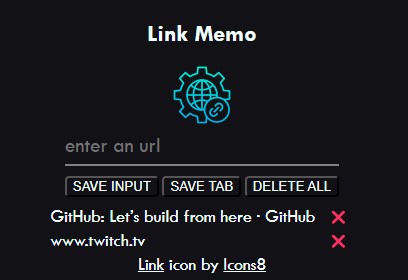 Link Memo
enter an url
SAVE INPUT SAVE TAB DELETE ALL
GitHub: Let's build from here · GitHub
www.twitch.tv
Link icon by Icons8